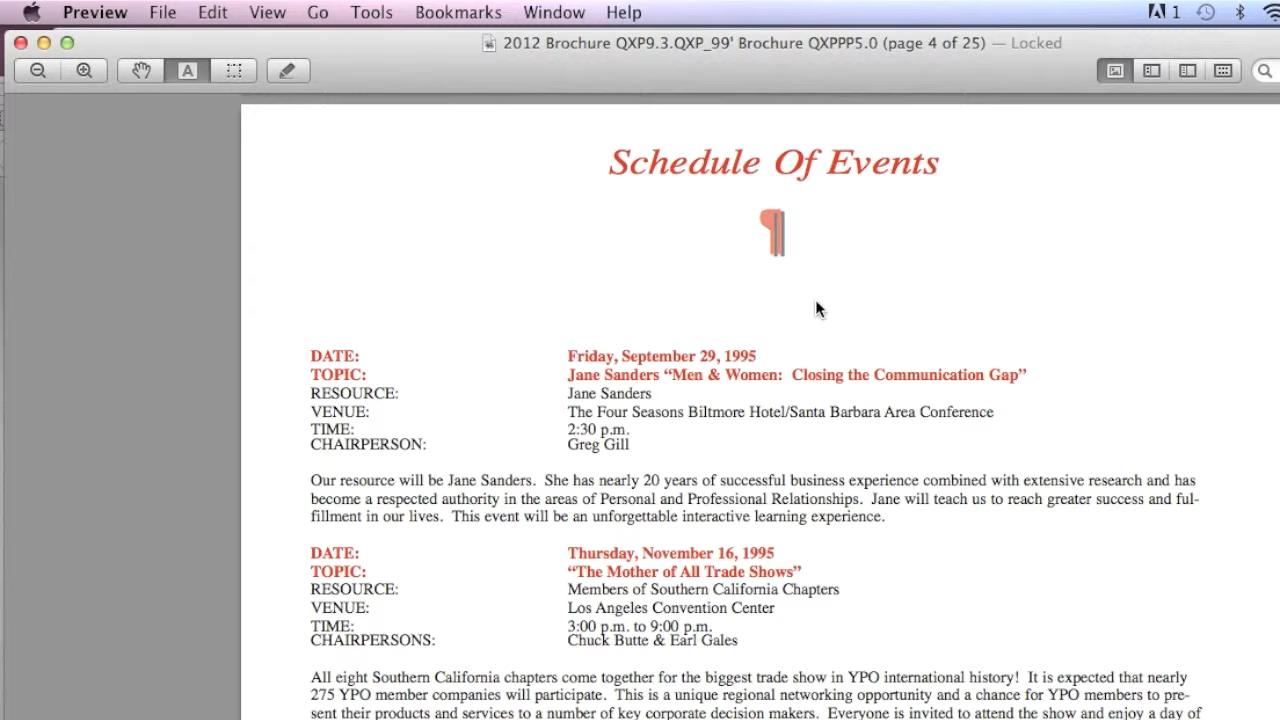 Preview File Edit View Go Tools Bookmarks Window Help 1
2012 Brochure QXP9.3.QXP_99' Brochure QXPPP5.0 (page 4 of 25) — Locked
A
Schedule Of Events
¶
DATE: Friday, September 29, 1995
TOPIC: Jane Sanders “Men & Women:  Closing the Communication Gap”
RESOURCE: Jane Sanders
VENUE: The Four Seasons Biltmore Hotel/Santa Barbara Area Conference
TIME: 2:30 p.m.
CHAIRPERSON: Greg Gill
Our resource will be Jane Sanders.  She has nearly 20 years of successful business experience combined with extensive research and has
become a respected authority in the areas of Personal and Professional Relationships.  Jane will teach us to reach greater success and ful-
fillment in our lives.  This event will be an unforgettable interactive learning experience.
DATE: Thursday, November 16, 1995
TOPIC: “The Mother of All Trade Shows”
RESOURCE: Members of Southern California Chapters
VENUE: Los Angeles Convention Center
TIME: 3:00 p.m. to 9:00 p.m.
CHAIRPERSONS: Chuck Butte & Earl Gales
All eight Southern California chapters come together for the biggest trade show in YPO international history!  It is expected that nearly
275 YPO member companies will participate.  This is a unique regional networking opportunity and a chance for YPO members to pre-
sent their products and services to a number of key corporate decision makers.  Everyone is invited to attend the show and enjoy a day of